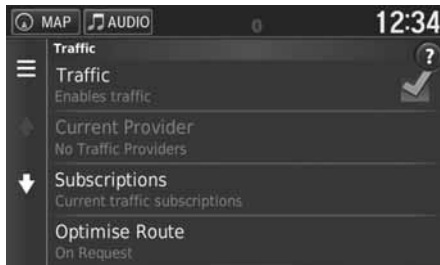 MAP AUDIO 0 12:34
Traffic
?
Traffic
Enables traffic
Current Provider
No Traffic Providers
Subscriptions
Current traffic subscriptions
Optimise Route
On Request